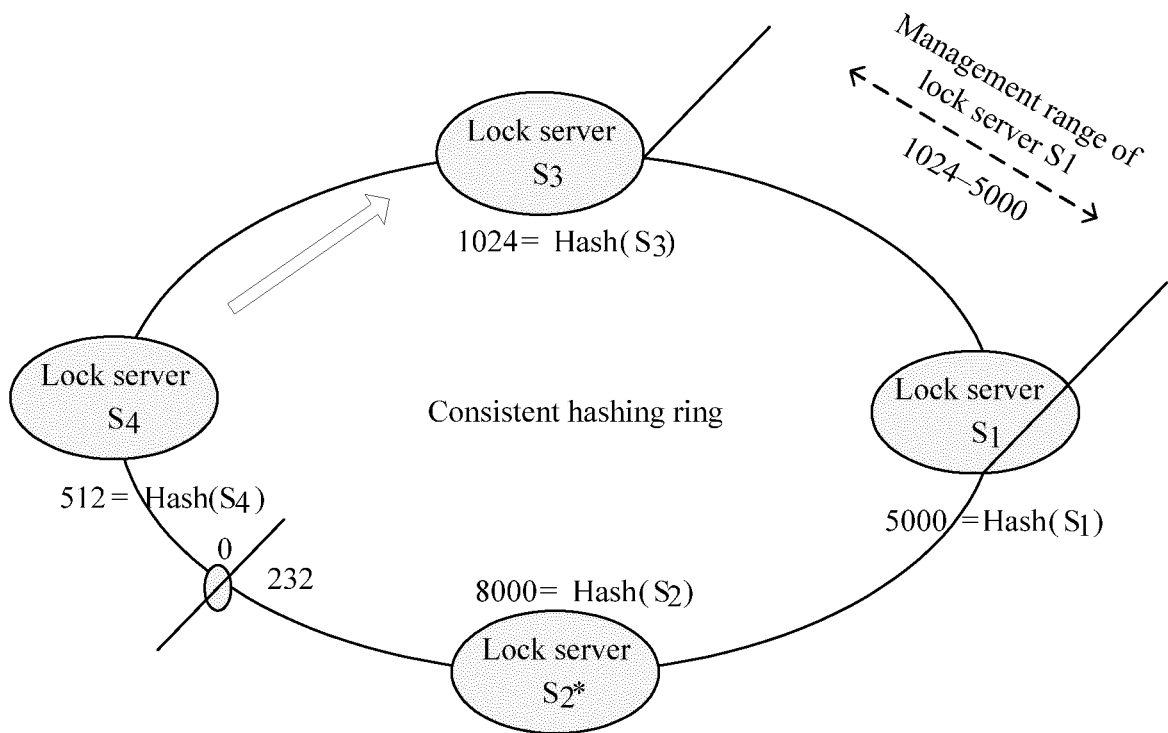 Management range of
lock server S1
1024–5000
Lock server
S3
1024= Hash(S3)
Lock server
S4
512= Hash(S4)
Consistent hashing ring
Lock server
S1
5000 =Hash(S1)
0
232
8000= Hash(S2)
Lock server
S2*